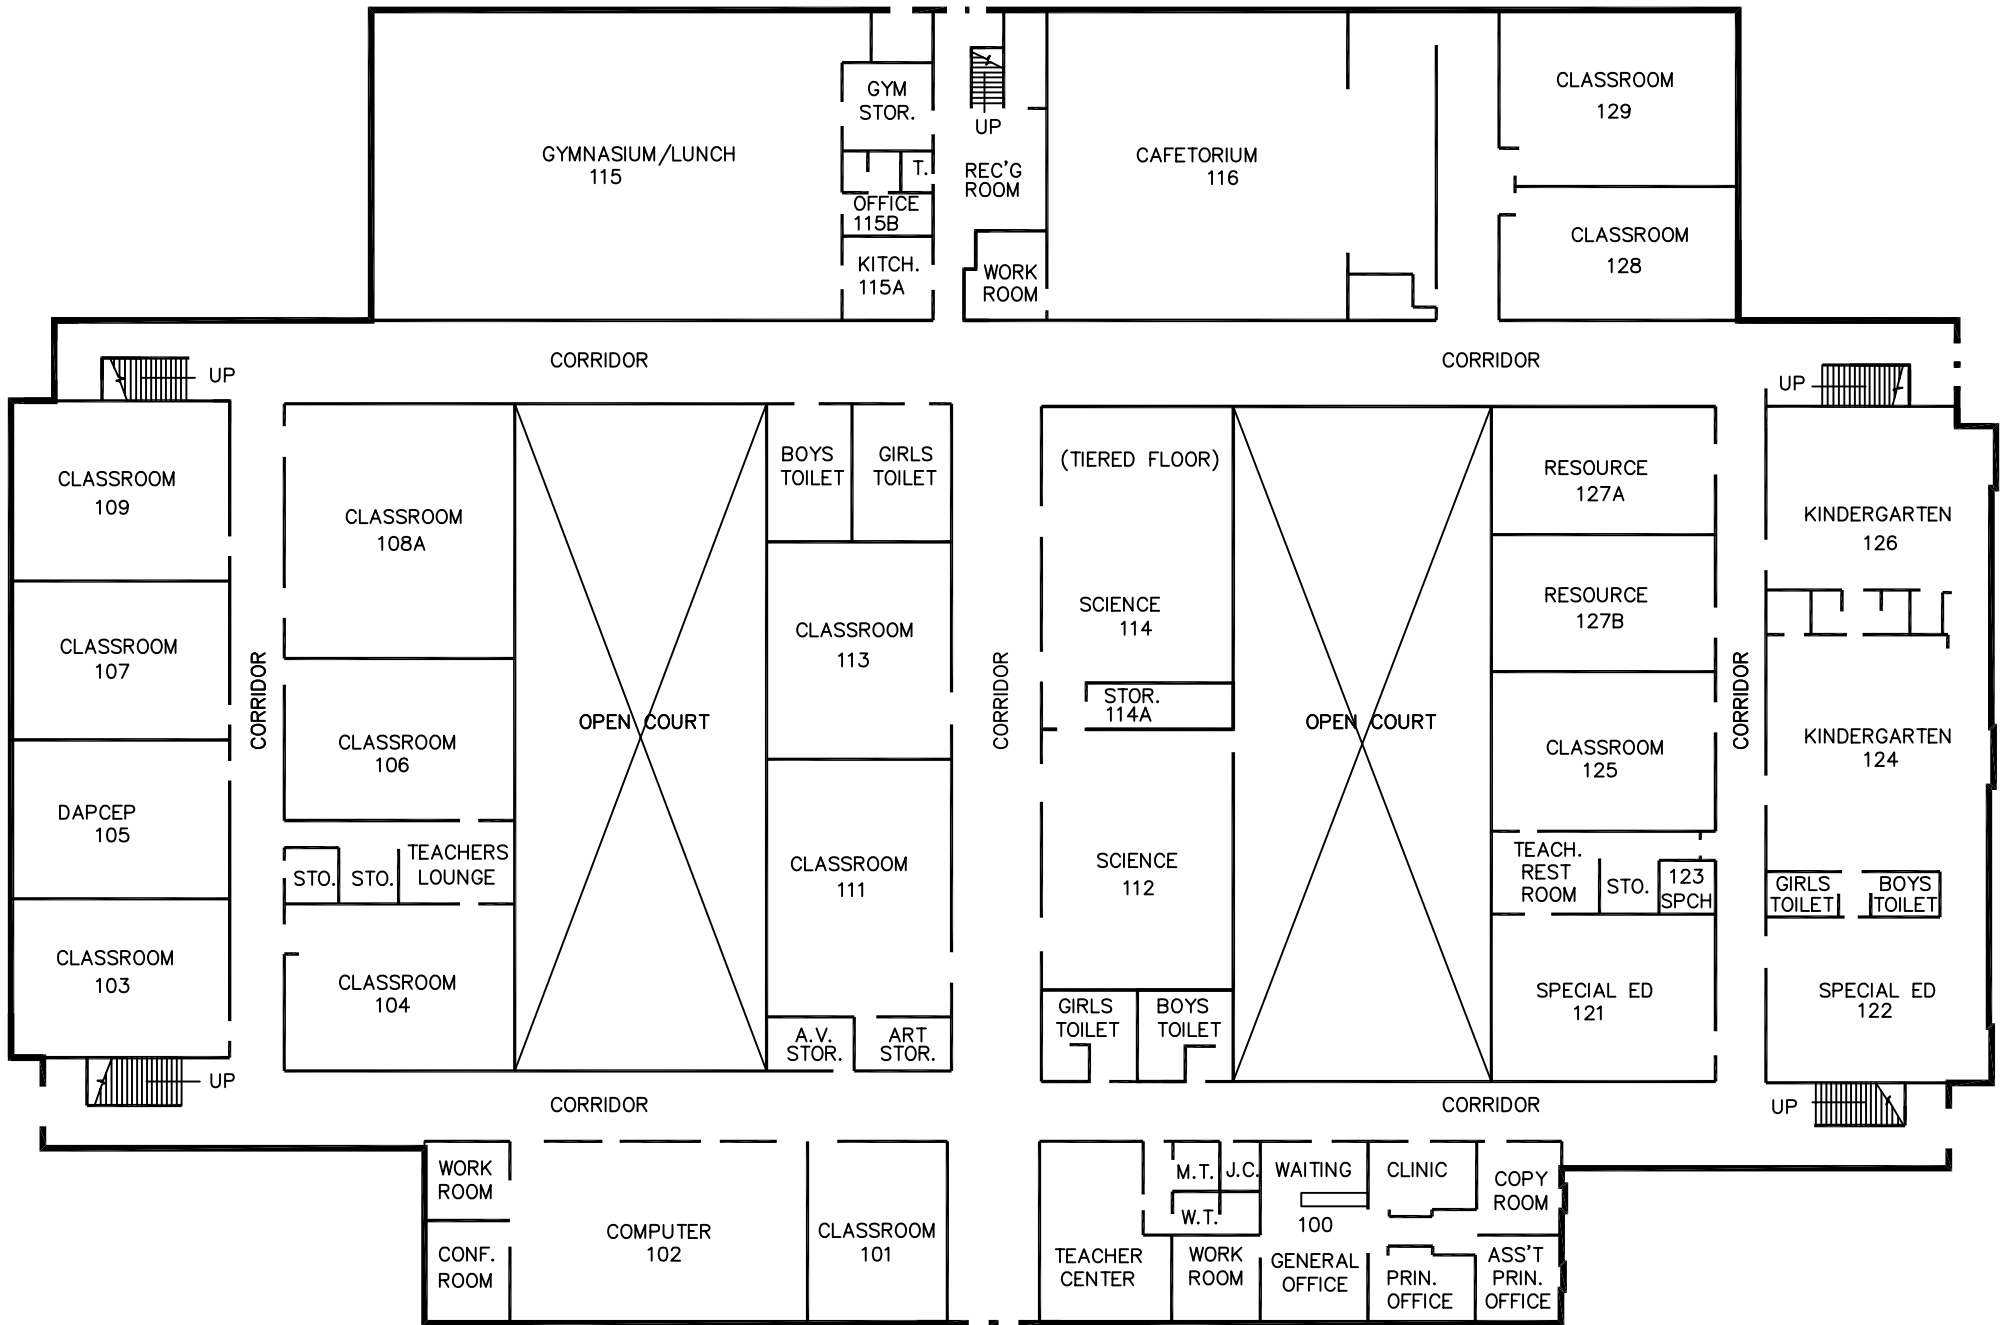 GYMNASIUM/LUNCH
115
GYM
STOR.
T.
OFFICE
115B
KITCH.
115A
UP
REC'G
ROOM
WORK
ROOM
CAFETORIUM
116
CLASSROOM
129
CLASSROOM
128
CORRIDOR
CORRIDOR
UP
UP
CLASSROOM
109
CLASSROOM
107
DAPCEP
105
CLASSROOM
103
UP
CORRIDOR
CLASSROOM
108A
CLASSROOM
106
STO.
STO.
TEACHERS
LOUNGE
CLASSROOM
104
OPEN COURT
BOYS
TOILET
GIRLS
TOILET
CLASSROOM
113
CLASSROOM
111
A.V.
STOR.
ART
STOR.
CORRIDOR
(TIERED FLOOR)
SCIENCE
114
STOR.
114A
SCIENCE
112
GIRLS
TOILET
BOYS
TOILET
OPEN COURT
RESOURCE
127A
RESOURCE
127B
CLASSROOM
125
TEACH.
REST
ROOM
STO.
123
SPCH
SPECIAL ED
121
CORRIDOR
KINDERGARTEN
126
KINDERGARTEN
124
GIRLS
TOILET
BOYS
TOILET
SPECIAL ED
122
UP
CORRIDOR
CORRIDOR
WORK
ROOM
CONF.
ROOM
COMPUTER
102
CLASSROOM
101
TEACHER
CENTER
M.T.
J.C.
W.T.
WORK
ROOM
WAITING
100
GENERAL
OFFICE
CLINIC
PRIN.
OFFICE
COPY
ROOM
ASS'T
PRIN.
OFFICE